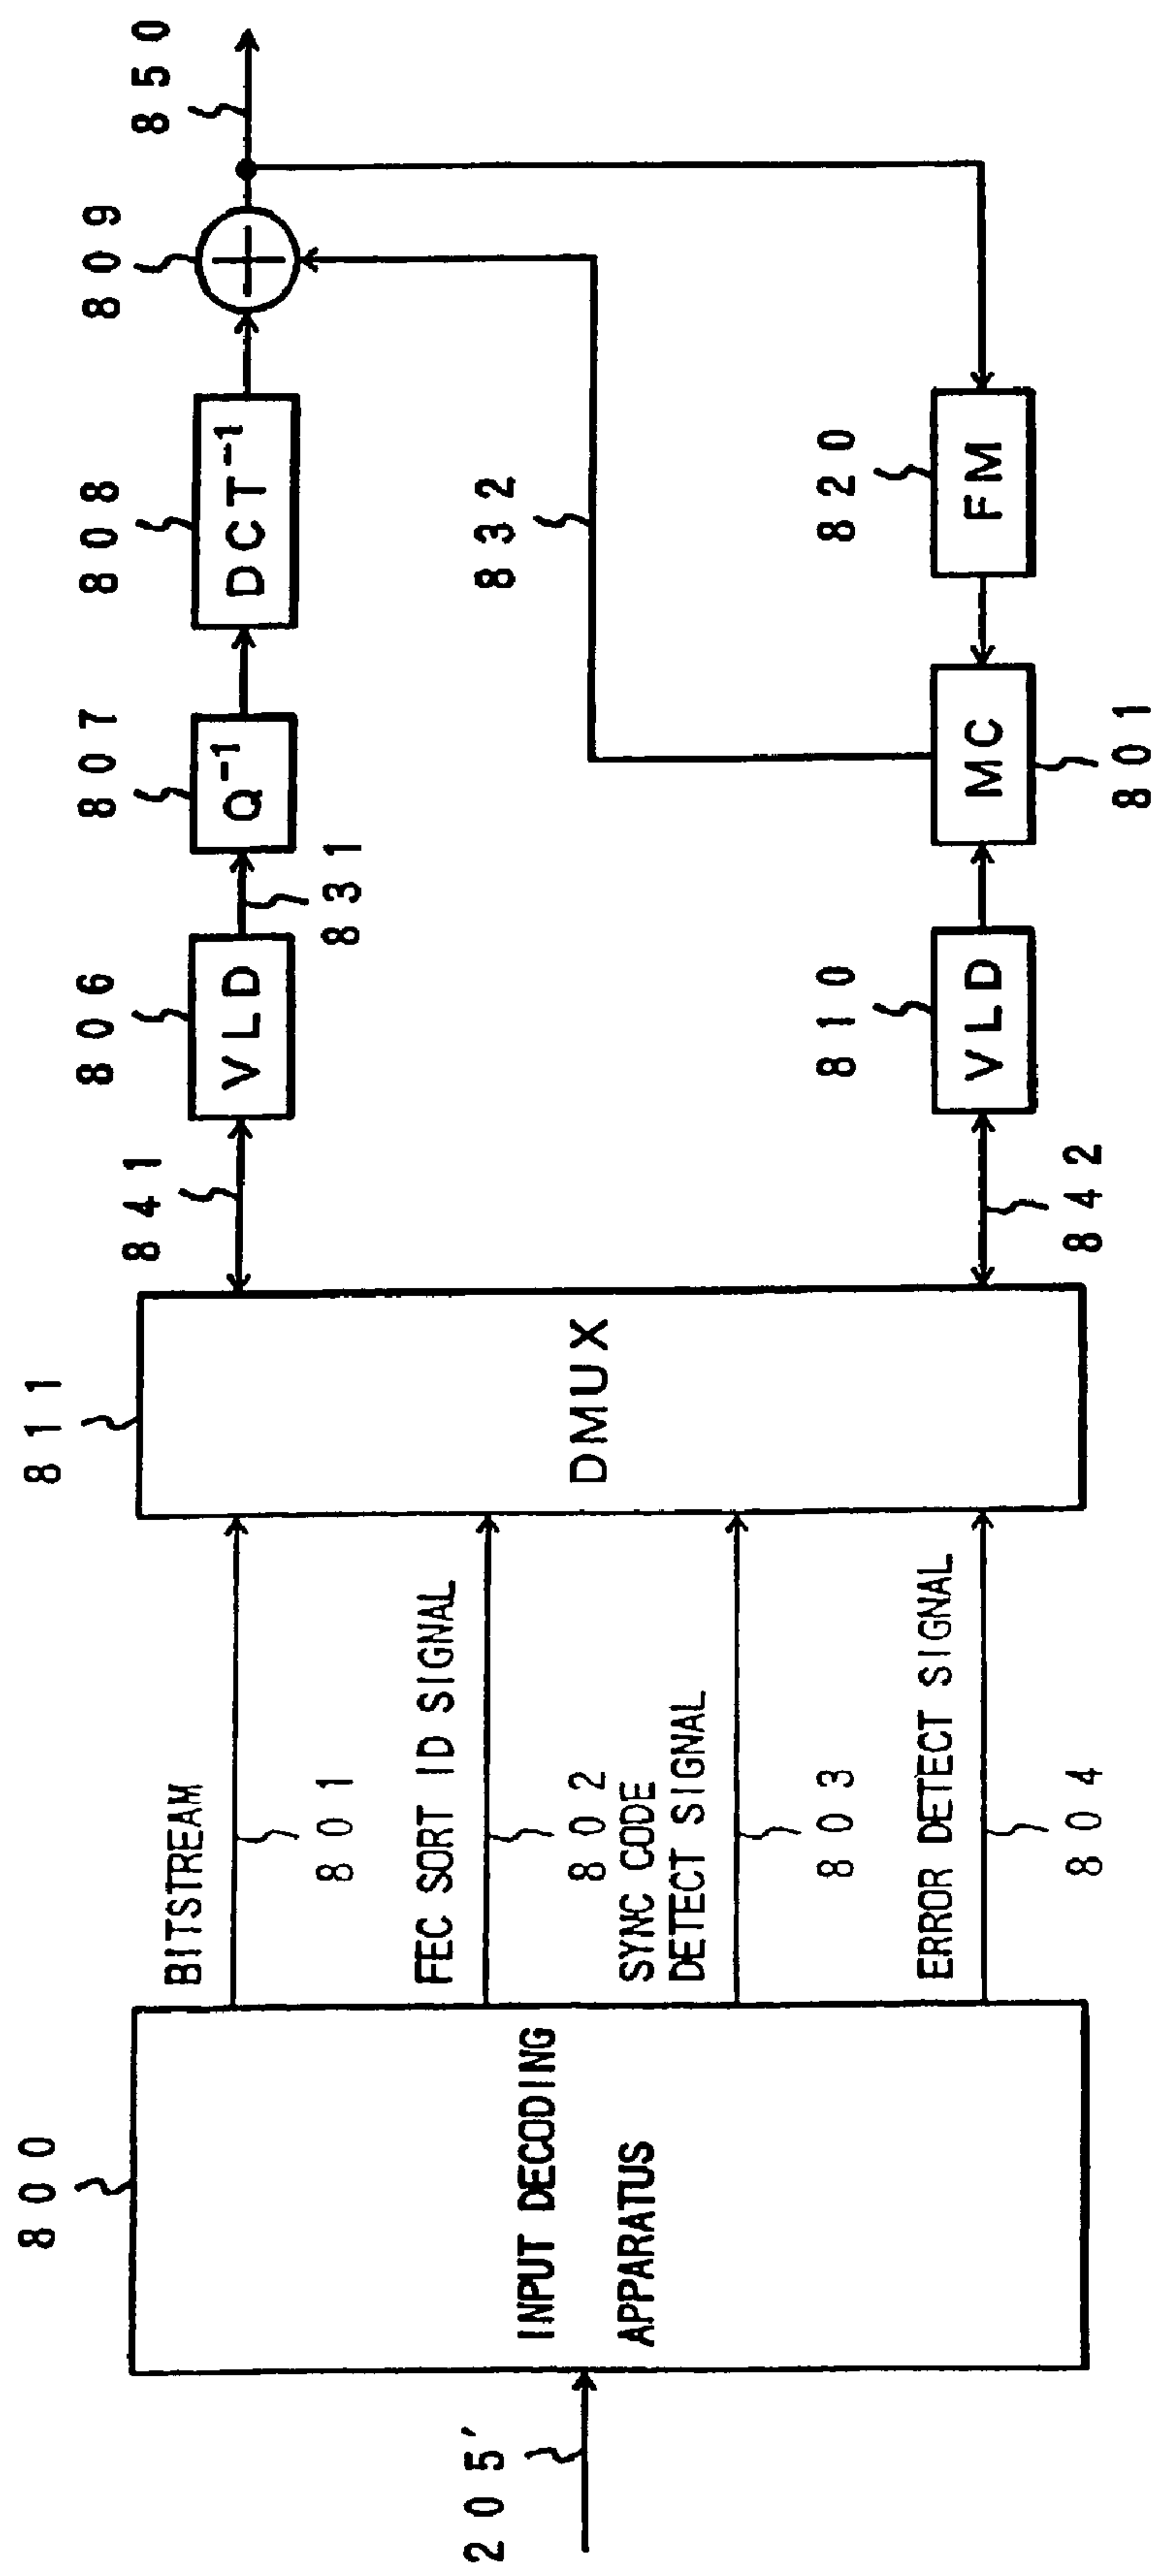 205'
800
INPUT DECODING
APPARATUS
BITSTREAM
801
FEC SORT ID SIGNAL
802
SYNC CODE
DETECT SIGNAL
803
ERROR DETECT SIGNAL
804
811
DMUX
841
806
VLD
831
807
Q⁻¹
808
DCT⁻¹
809
850
832
842
810
VLD
801
MC
820
FM